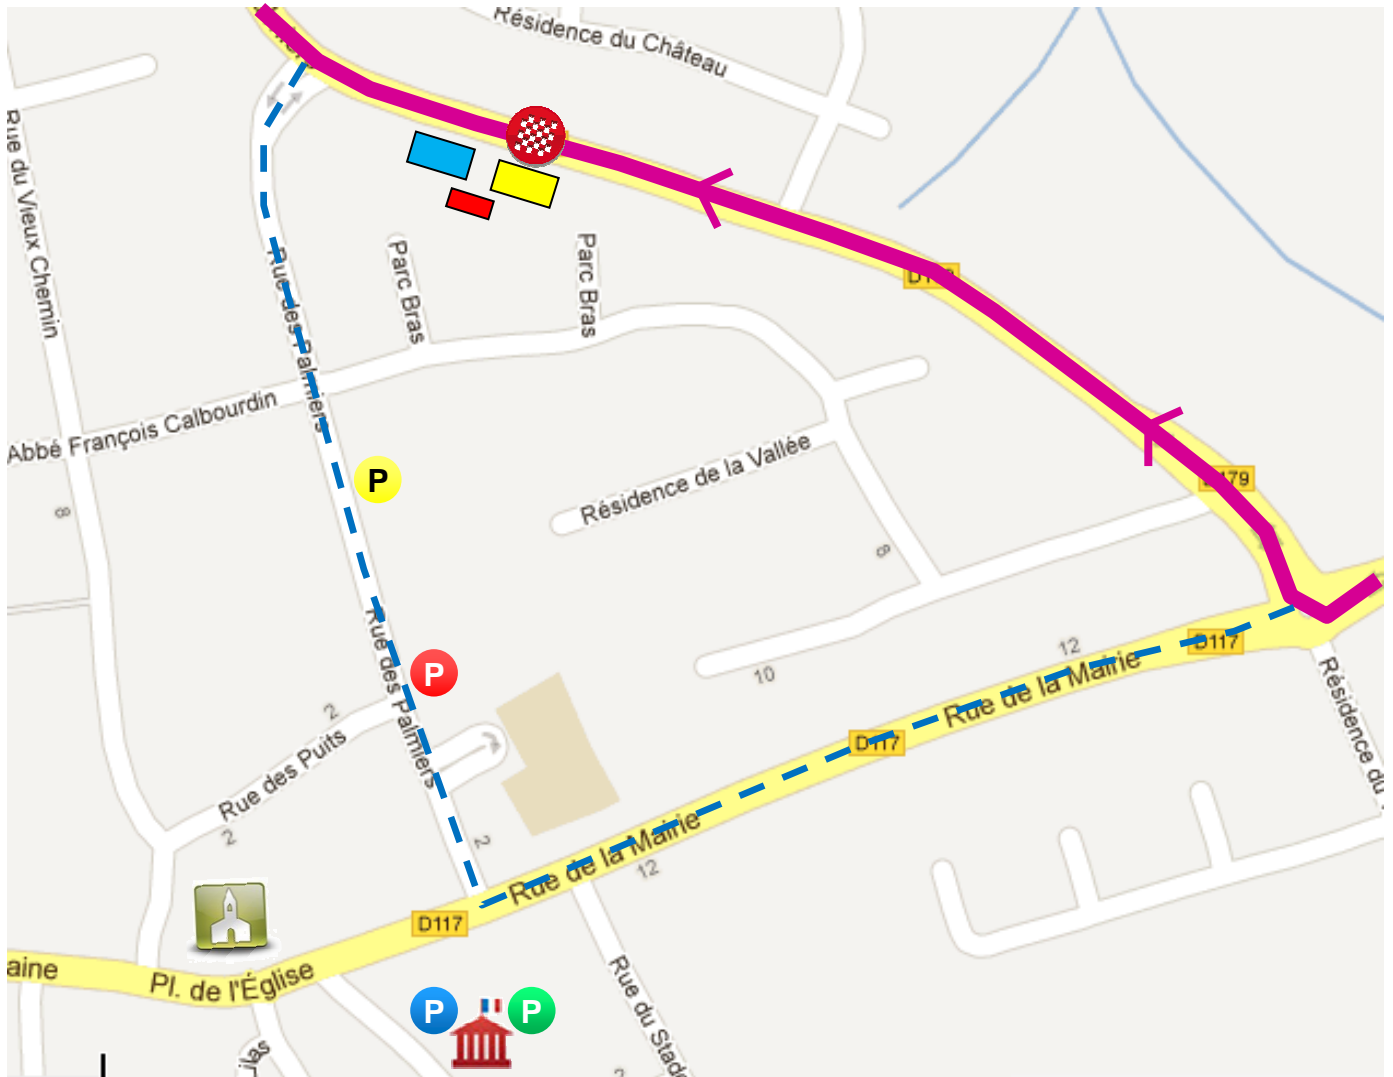 Résidence du Château
Rue du Vieux Chemin
Rue des Palmiers
Parc Bras
Parc Bras
Abbé François Calbourdin
P
Résidence de la Vallée
D179
8
8
Rue des Palmiers
P
D117
12
Rue de la Mairie
10
Résidence du
2
Rue des Puits
2
D117
2
Rue de la Mairie
12
D117
aine
Pl. de l'Église
Rue du Stade
P
P
ilas
2